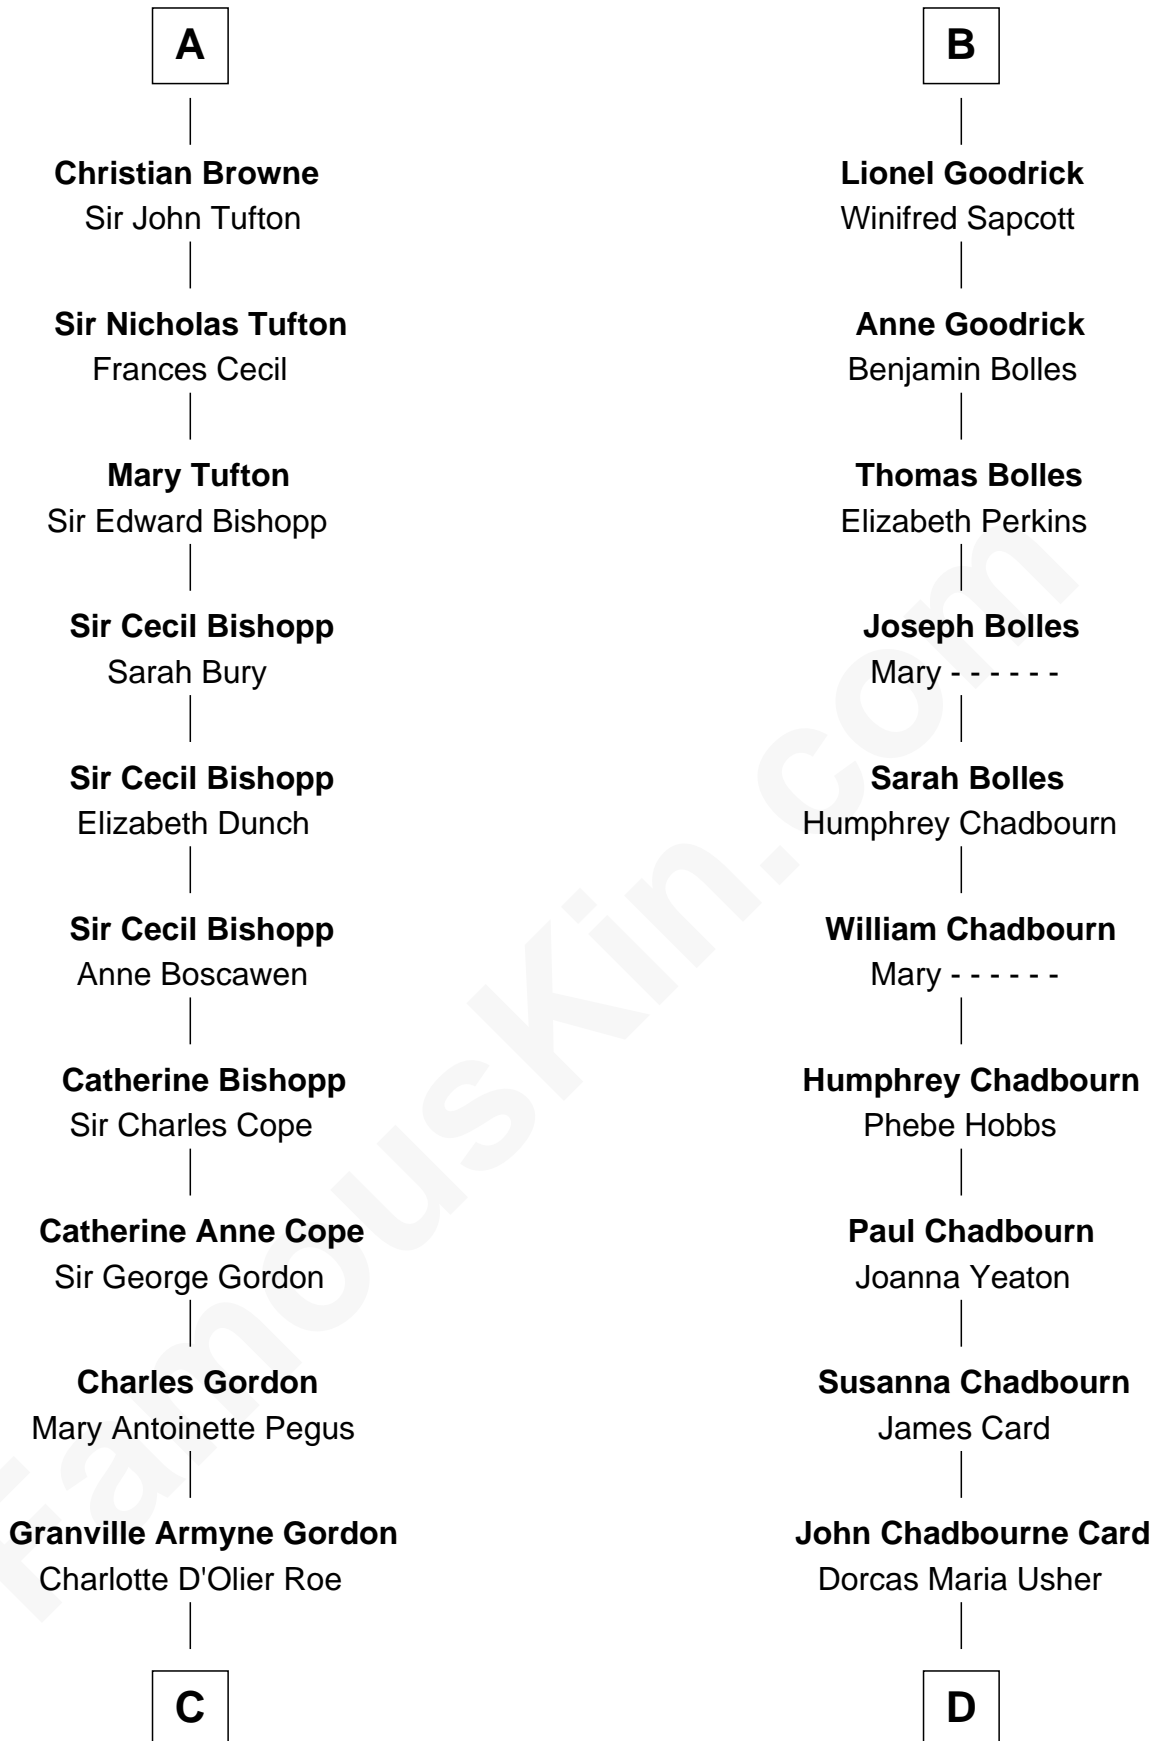 A
Christian Browne
Sir John Tufton
Sir Nicholas Tufton
Frances Cecil
Mary Tufton
Sir Edward Bishopp
Sir Cecil Bishopp
Sarah Bury
Sir Cecil Bishopp
Elizabeth Dunch
Sir Cecil Bishopp
Anne Boscawen
Catherine Bishopp
Sir Charles Cope
Catherine Anne Cope
Sir George Gordon
Charles Gordon
Mary Antoinette Pegus
Granville Armyne Gordon
Charlotte D'Olier Roe
C
B
Lionel Goodrick
Winifred Sapcott
Anne Goodrick
Benjamin Bolles
Thomas Bolles
Elizabeth Perkins
Joseph Bolles
Mary - - - - - -
Sarah Bolles
Humphrey Chadbourn
William Chadbourn
Mary - - - - - -
Humphrey Chadbourn
Phebe Hobbs
Paul Chadbourn
Joanna Yeaton
Susanna Chadbourn
James Card
John Chadbourne Card
Dorcas Maria Usher
D
FamousKin.com